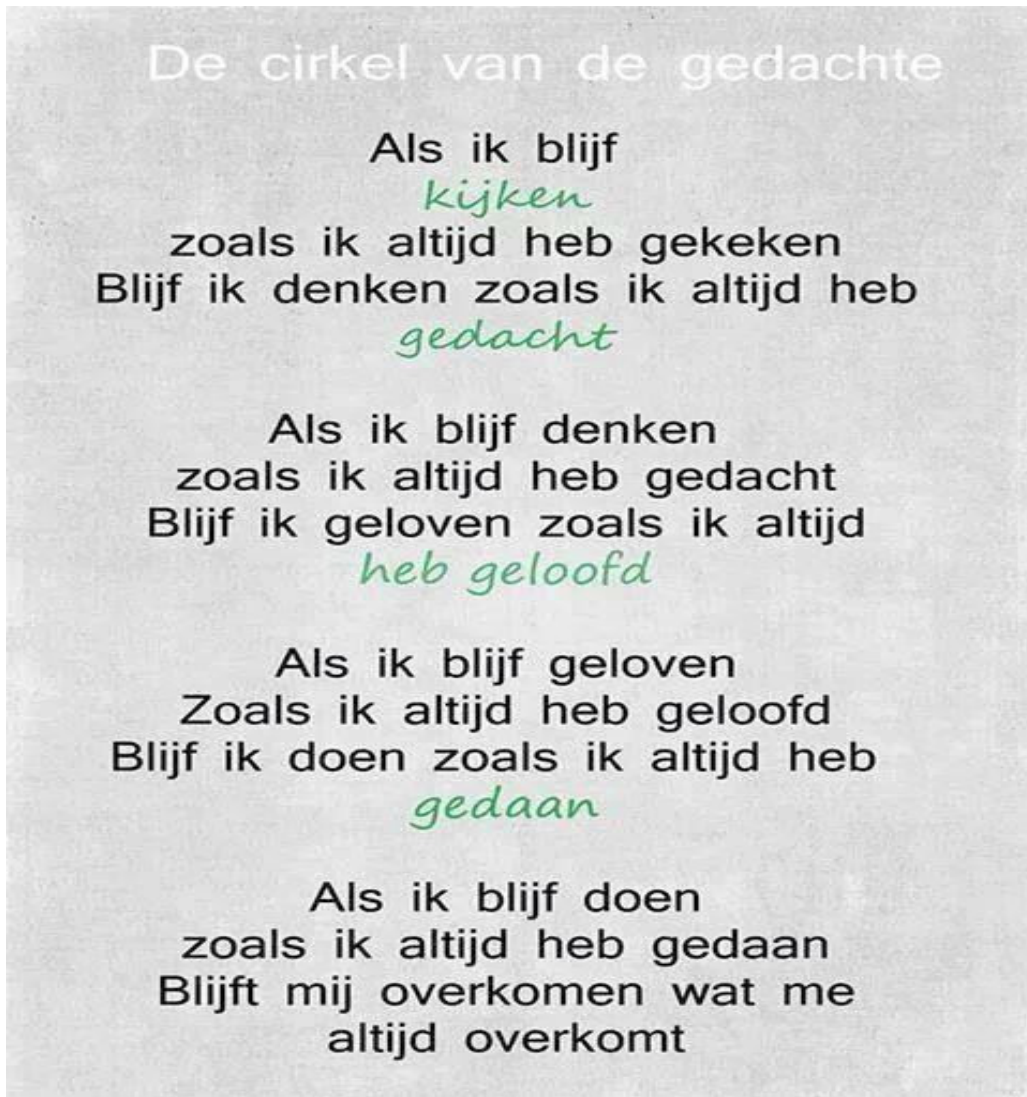 De cirkel van de gedachte
Als ik blijf
kijken
zoals ik altijd heb gekeken
Blijf ik denken zoals ik altijd heb
gedacht
Als ik blijf denken
zoals ik altijd heb gedacht
Blijf ik geloven zoals ik altijd
heb geloofd
Als ik blijf geloven
Zoals ik altijd heb geloofd
Blijf ik doen zoals ik altijd heb
gedaan
Als ik blijf doen
zoals ik altijd heb gedaan
Blijft mij overkomen wat me
altijd overkomt